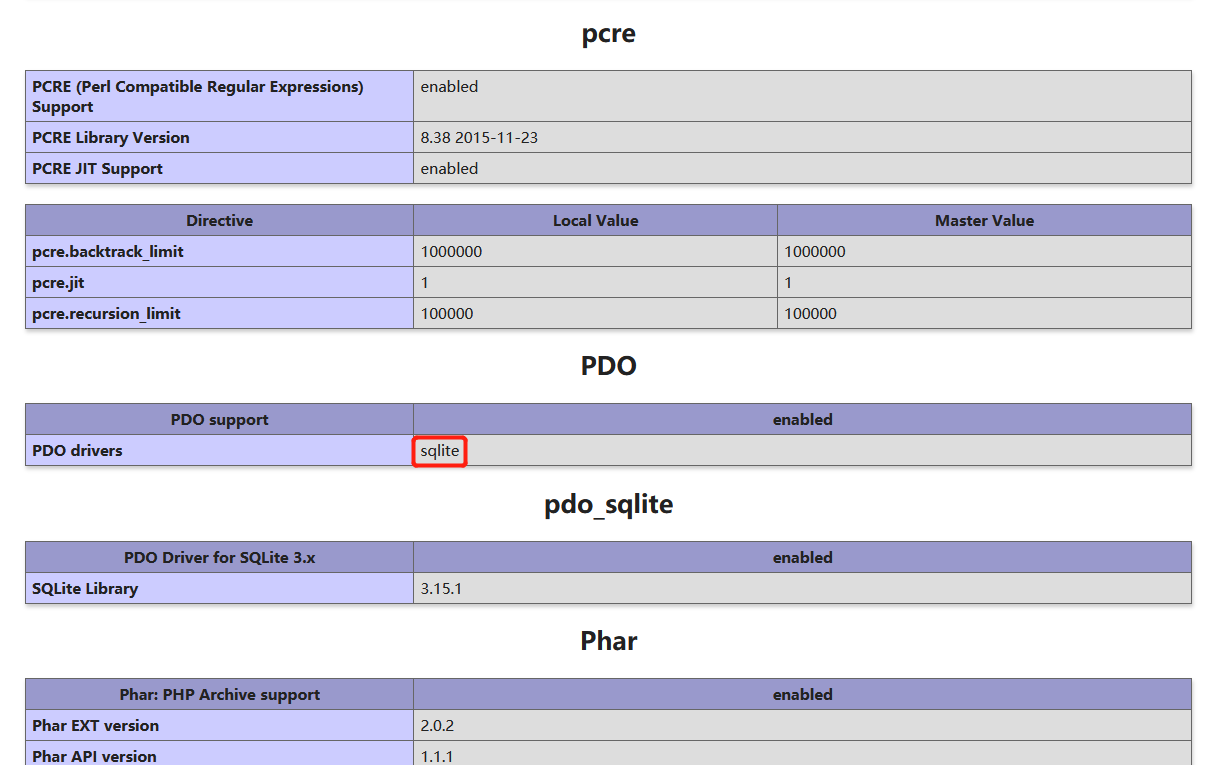 pcre
PCRE (Perl Compatible Regular Expressions) enabled
Support
PCRE Library Version 8.38 2015-11-23
PCRE JIT Support enabled
Directive Local Value Master Value
pcre.backtrack_limit 1000000 1000000
pcre.jit 1 1
pcre.recursion_limit 100000 100000
PDO
PDO support enabled
PDO drivers sqlite
pdo_sqlite
PDO Driver for SQLite 3.x enabled
SQLite Library 3.15.1
Phar
Phar: PHP Archive support enabled
Phar EXT version 2.0.2
Phar API version 1.1.1